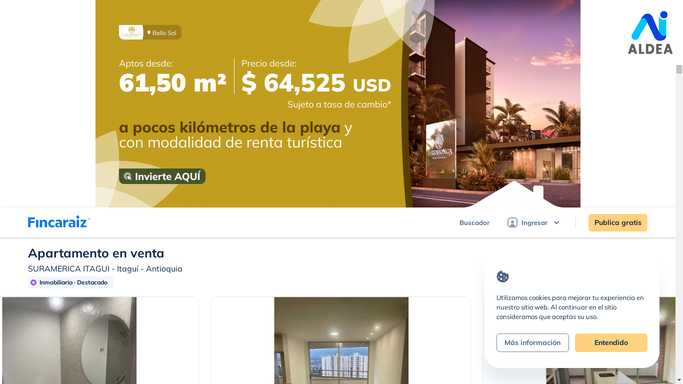 Bello Sol
ALDEA
Aptos desde:
61,50 m²
Precio desde:
$ 64,525 USD
Sujeto a tasa de cambio*
a pocos kilómetros de la playa y
con modalidad de renta turística
Invierte AQUÍ
Fincaraiz
Buscador
Ingresar
Publica gratis
Apartamento en venta
SURAMERICA ITAGUI - Itaguí - Antioquia
Inmobiliaria · Destacado
Utilizamos cookies para mejorar tu experiencia en
nuestro sitio web. Al continuar en el sitio
consideramos que aceptas su uso.
Más información
Entendido